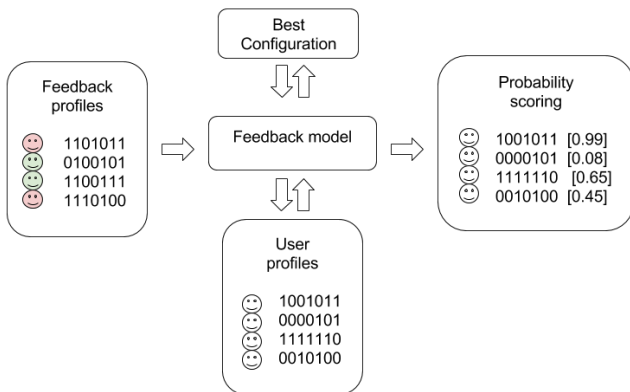 Best
Configuration
Feedback
profiles
1101011
0100101
1100111
1110100
Feedback model
Probability
scoring
1001011 [0.99]
0000101 [0.08]
1111110 [0.65]
0010100 [0.45]
User
profiles
1001011
0000101
1111110
0010100